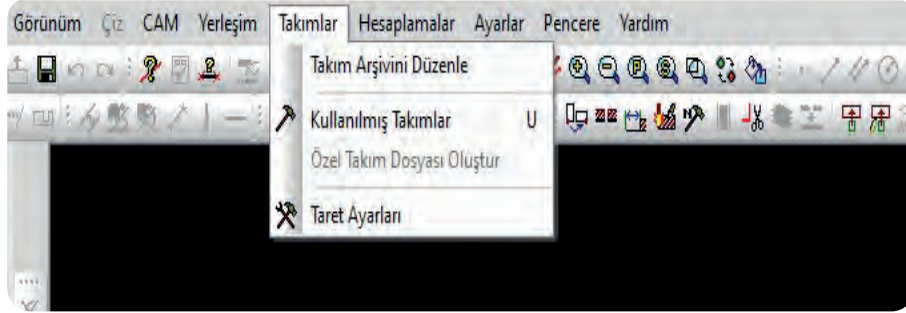 Görünüm Çiz CAM Yerleşim Takımlar Hesaplamalar Ayarlar Pencere Yardım
Takım Arşivini Düzenle
Kullanılmış Takımlar U
Özel Takım Dosyası Oluştur
Taret Ayarları